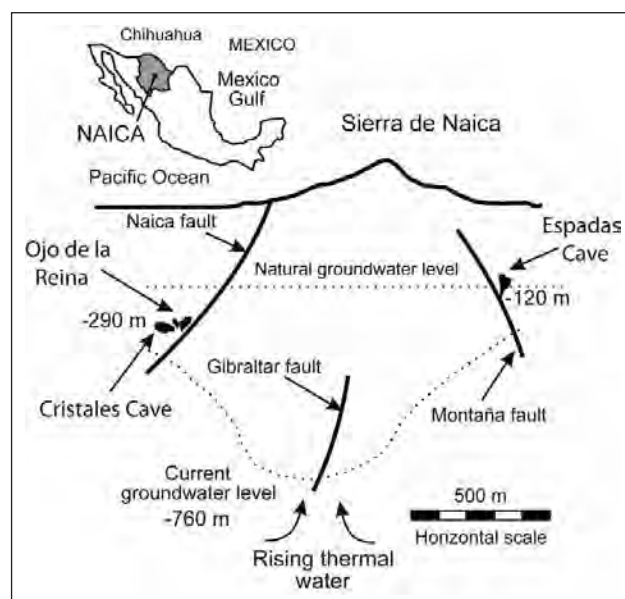 Chihuahua
MEXICO
Mexico
Gulf
NAICA
Pacific Ocean
Sierra de Naica
Naica fault
Espadas
Cave
Ojo de la
Reina
Natural groundwater level
-120 m
-290 m
Gibraltar fault
Cristales Cave
Montaña fault
Current
groundwater level
-760 m
500 m
Horizontal scale
Rising thermal
water